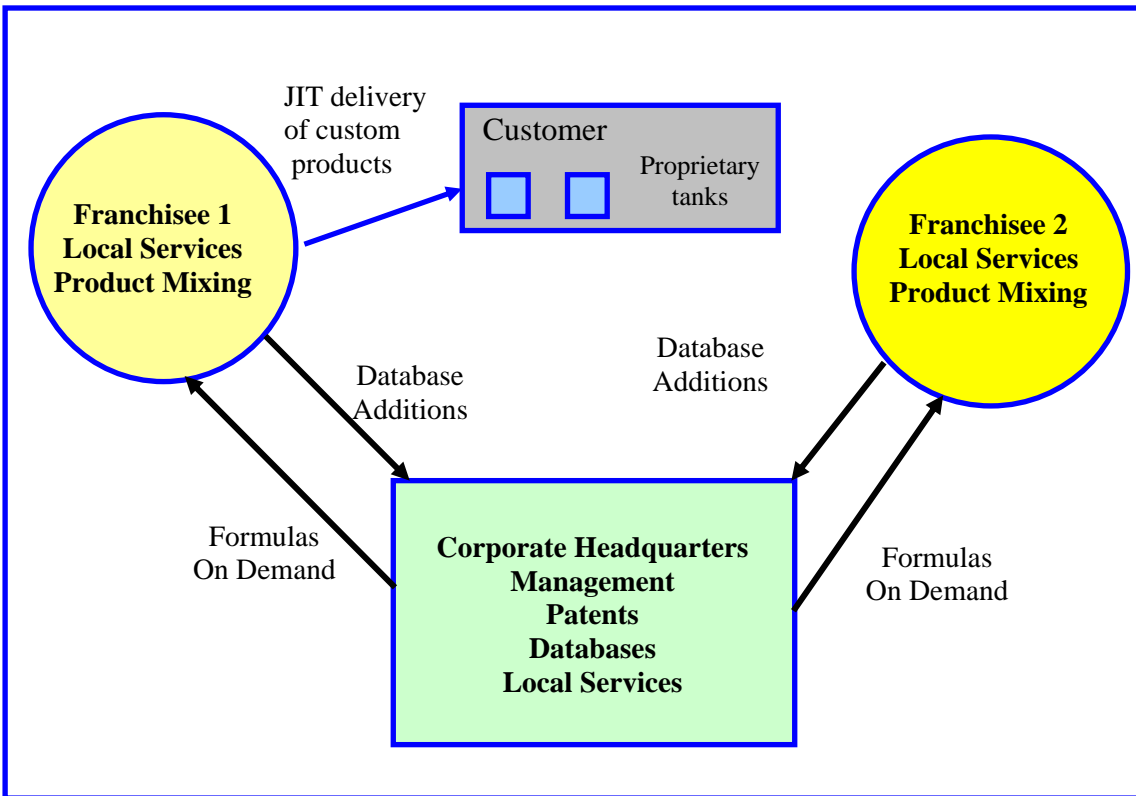 JIT delivery
of custom
products
Customer
Proprietary
tanks
Franchisee 1
Local Services
Product Mixing
Franchisee 2
Local Services
Product Mixing
Database
Additions
Database
Additions
Formulas
On Demand
Formulas
On Demand
Corporate Headquarters
Management
Patents
Databases
Local Services